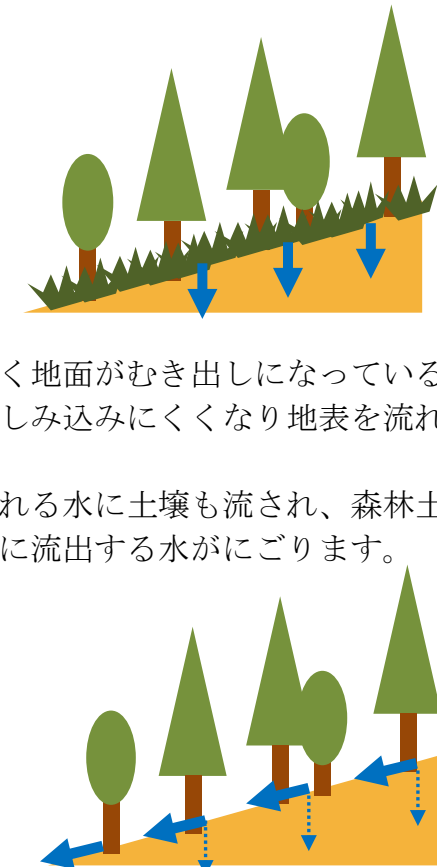 く地面がむき出しになっている
しみ込みにくくなり地表を流れ
れる水に土壌も流され、森林土
に流出する水がにごります。